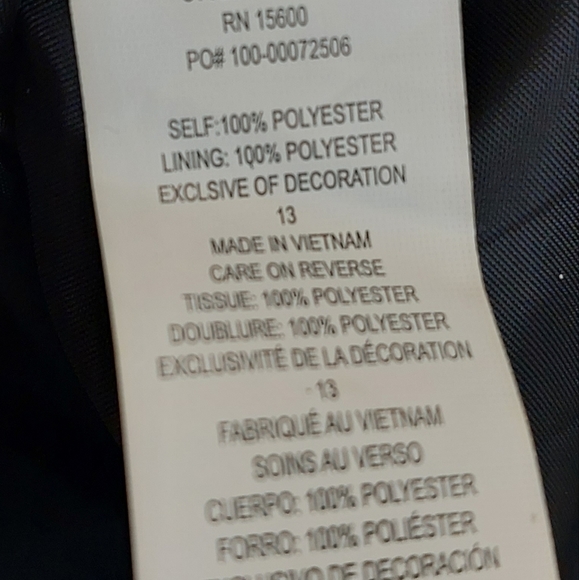 RN 15600
PO# 100-00072506
SELF:100% POLYESTER
LINING: 100% POLYESTER
EXCLSIVE OF DECORATION
13
MADE IN VIETNAM
CARE ON REVERSE
TISSUE: 100% POLYESTER
DOUBLURE: 100% POLYESTER
EXCLUSIVITÉ DE LA DÉCORATION
13
FABRIQUÉ AU VIETNAM
SOINS AU VERSO
CUERPO: 100% POLYESTER
FORRO: 100% POLIÉSTER
DE DECORACIÓN